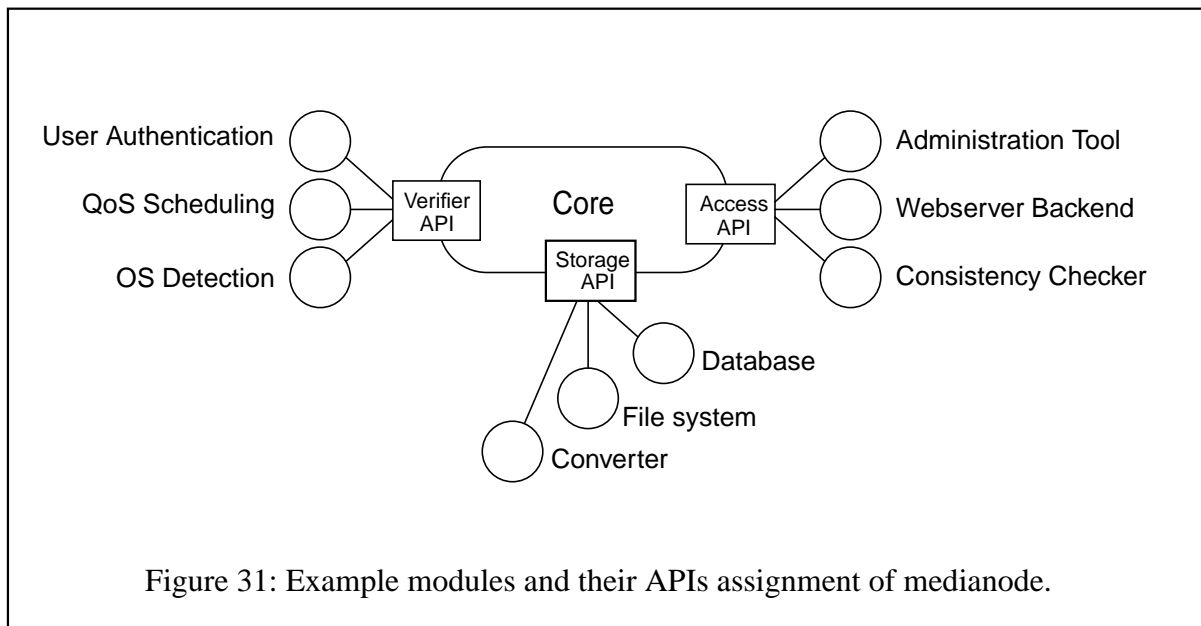 User Authentication
QoS Scheduling
OS Detection
Verifier
API
Core
Storage
API
Access
API
Administration Tool
Webserver Backend
Consistency Checker
Database
File system
Converter
Figure 31: Example modules and their APIs assignment of medianode.